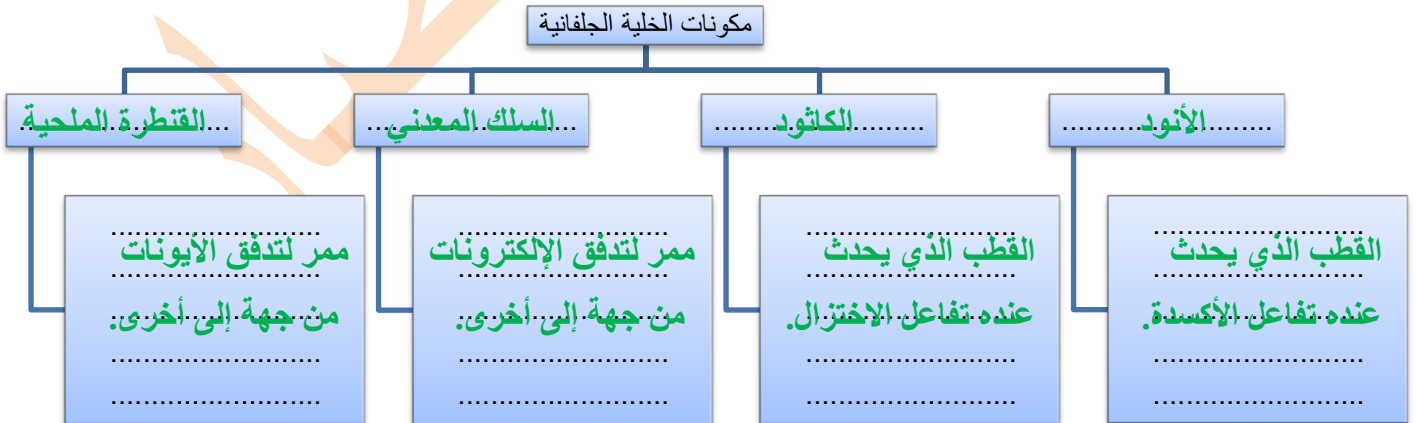 مكونات الخلية الجلفانية
الأنود
الكاثود
السلك المعدني
القنطرة الملحية
القطب الذي يحدث
عنده تفاعل الأكسدة.
القطب الذي يحدث
عنده تفاعل الاختزال.
ممر لتدفق الإلكترونات
من جهة إلى أخرى.
ممر لتدفق الأيونات
من جهة إلى أخرى.